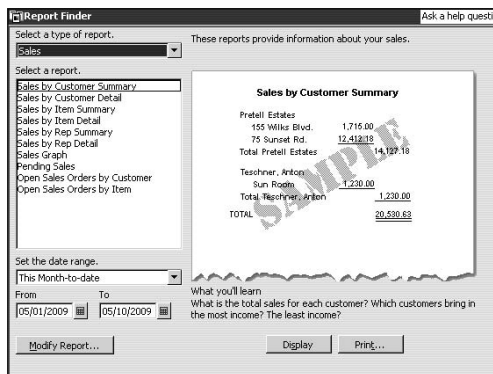 Report Finder
Ask a help questi
Select a type of report.
Sales
Select a report.
Sales by Customer Summary
Sales by Customer Detail
Sales by Item Summary
Sales by Item Detail
Sales by Rep Summary
Sales by Rep Detail
Sales Graph
Pending Sales
Open Sales Orders by Customer
Open Sales Orders by Item
Set the date range.
This Month-to-date
From To
05/01/2009 05/10/2009
Modify Report...
These reports provide information about your sales.
Sales by Customer Summary
Pretell Estates
155 Wilks Blvd. 1,715.00
75 Sunset Rd. 12,412.18
Total Pretell Estates 14,127.18
Teschner, Anton
Sun Room 1,230.00
Total Teschner, Anton 1,230.00
TOTAL 20,530.63
SAMPLE
What you'll learn
What is the total sales for each customer? Which customers bring in
the most income? The least income?
Display Print...